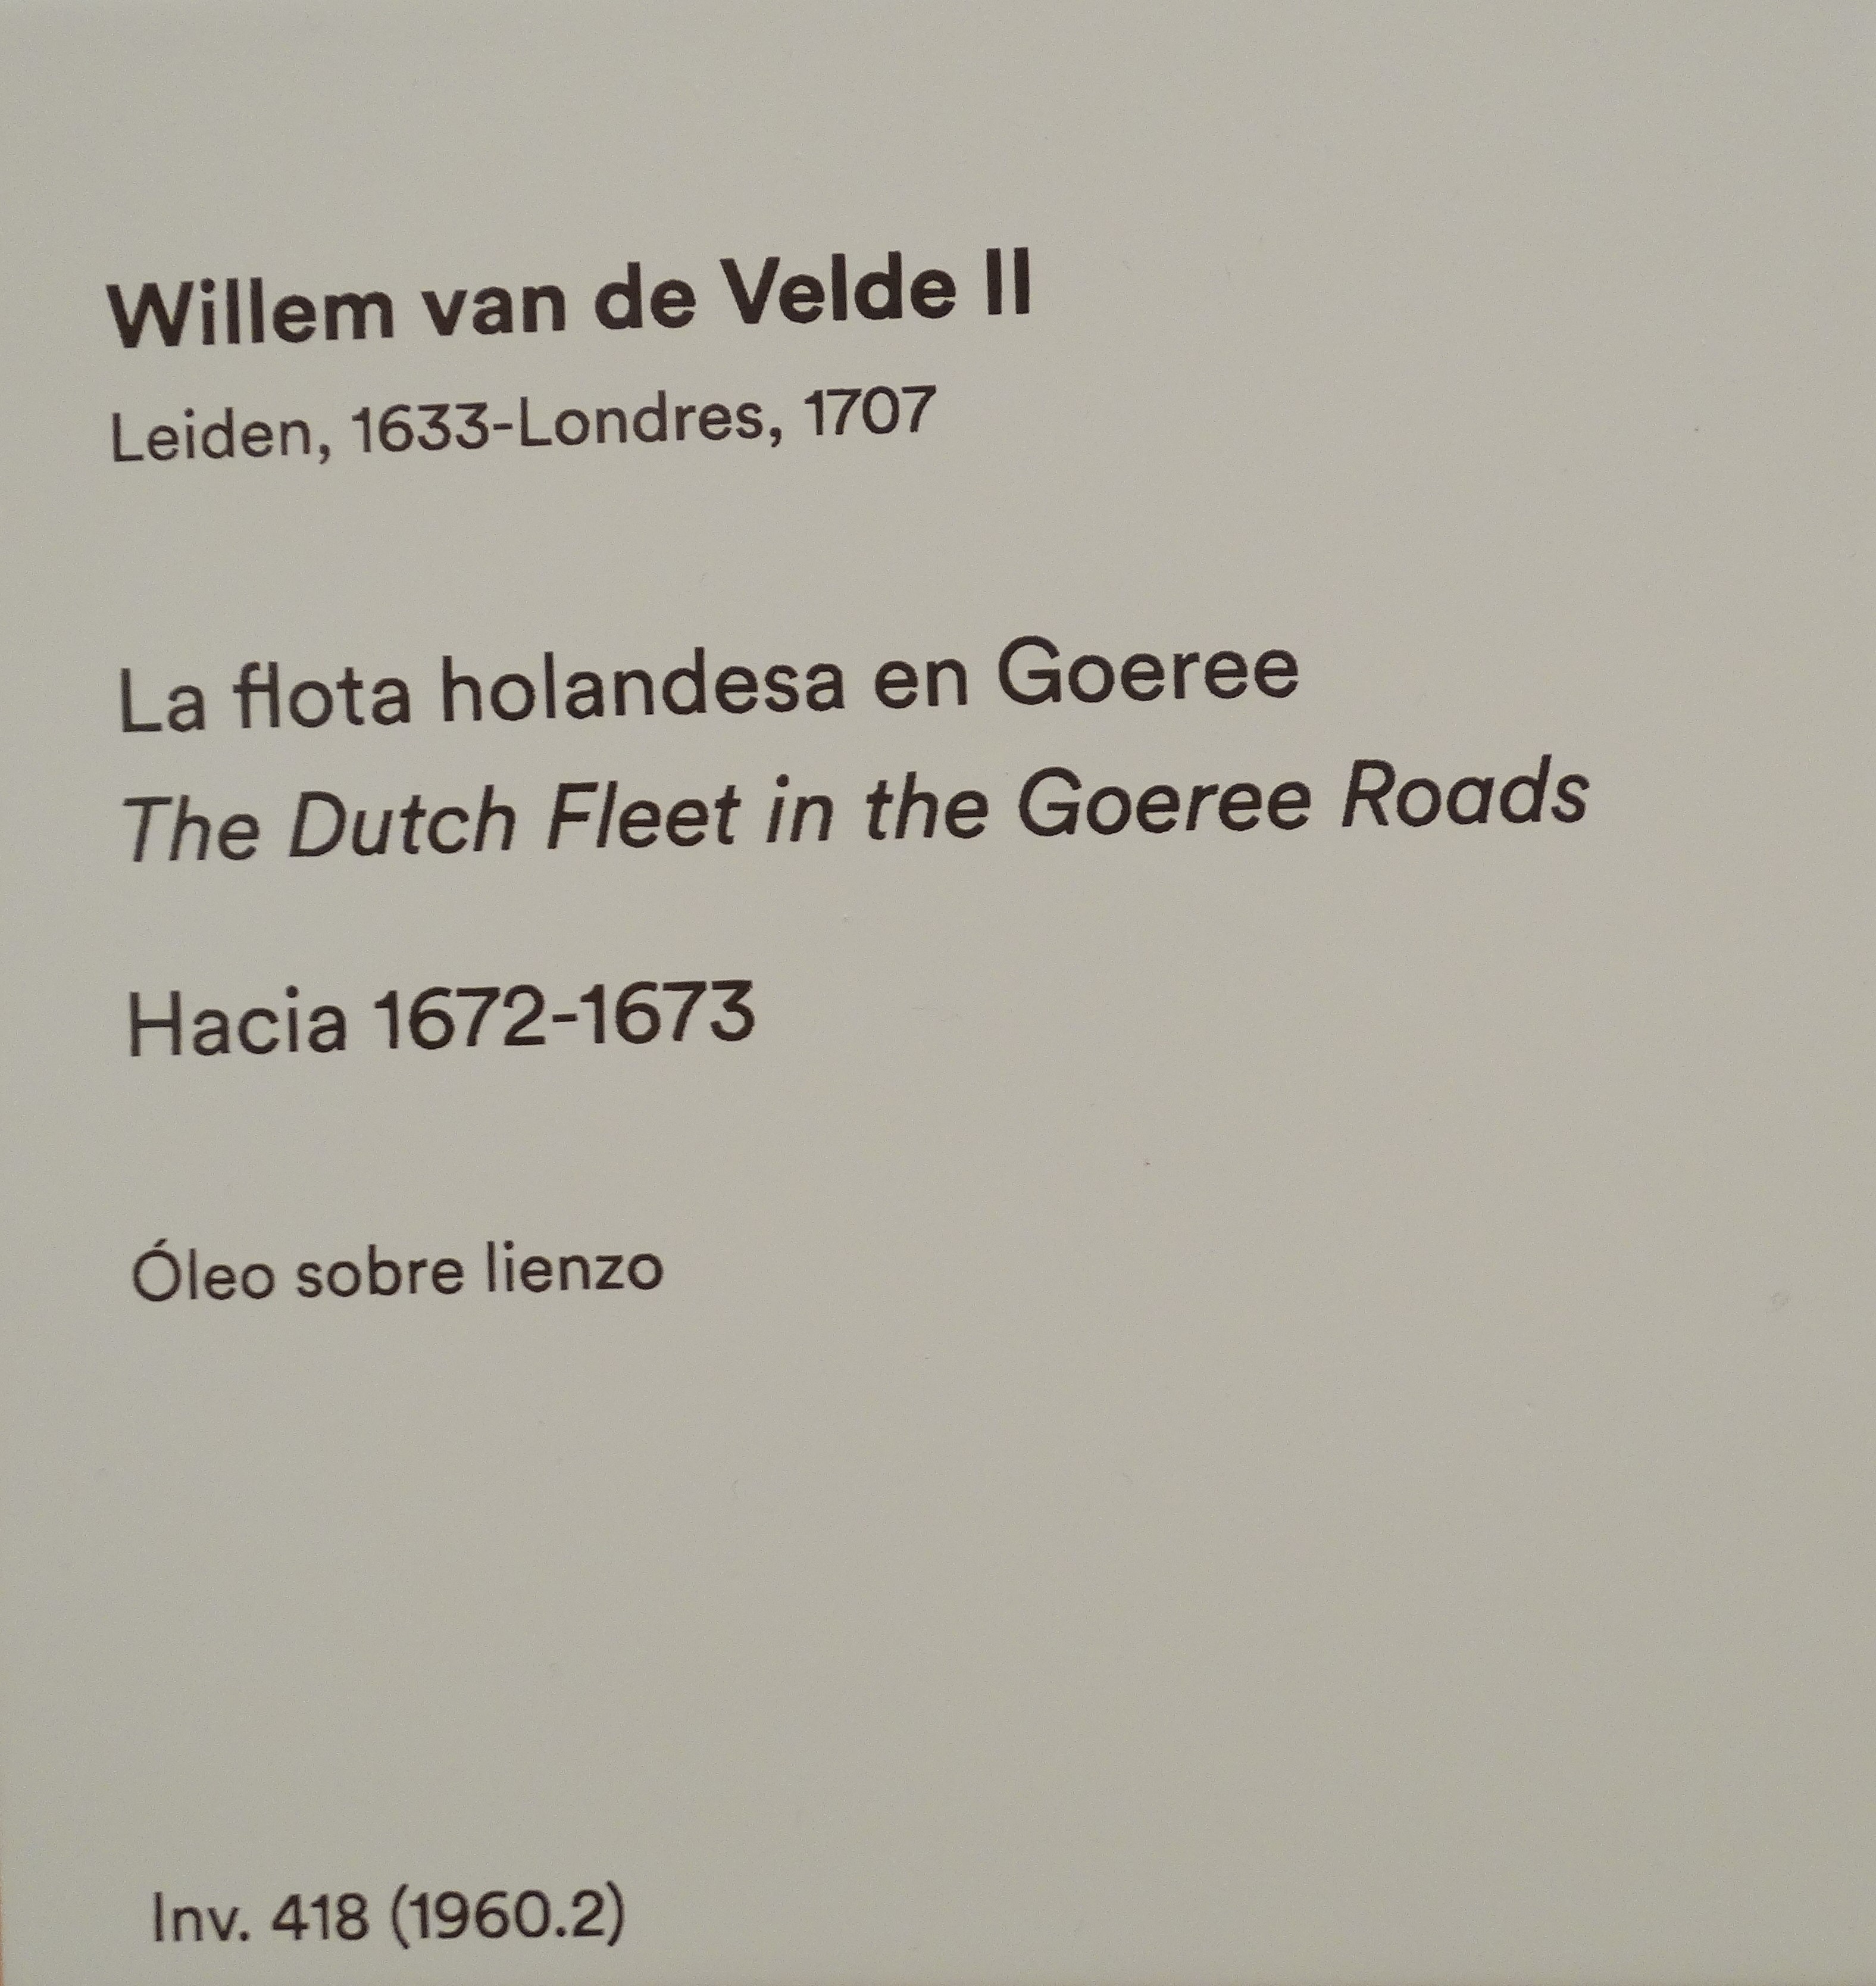 Willem van de Velde II
Leiden, 1633-Londres, 1707
La flota holandesa en Goeree
The Dutch Fleet in the Goeree Roads
Hacia 1672-1673
Óleo sobre lienzo
Inv. 418 (1960.2)